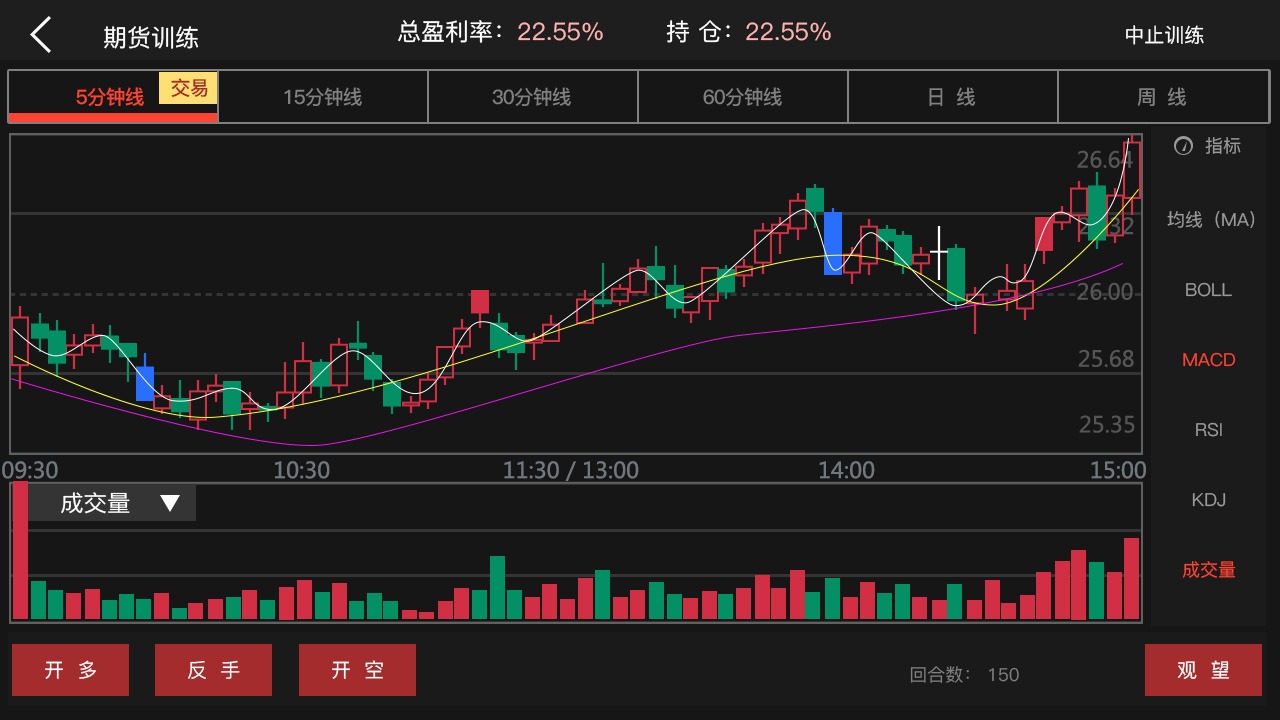 期货训练
总盈利率：22.55%
持 仓：22.55%
中止训练
5分钟线
交易
15分钟线
30分钟线
60分钟线
日 线
周 线
26.64
26.32
26.00
25.68
25.35
指标
均线（MA）
BOLL
MACD
RSI
KDJ
成交量
09:30
10:30
11:30 / 13:00
14:00
15:00
成交量 ▼
开 多
反 手
开 空
回合数： 150
观 望